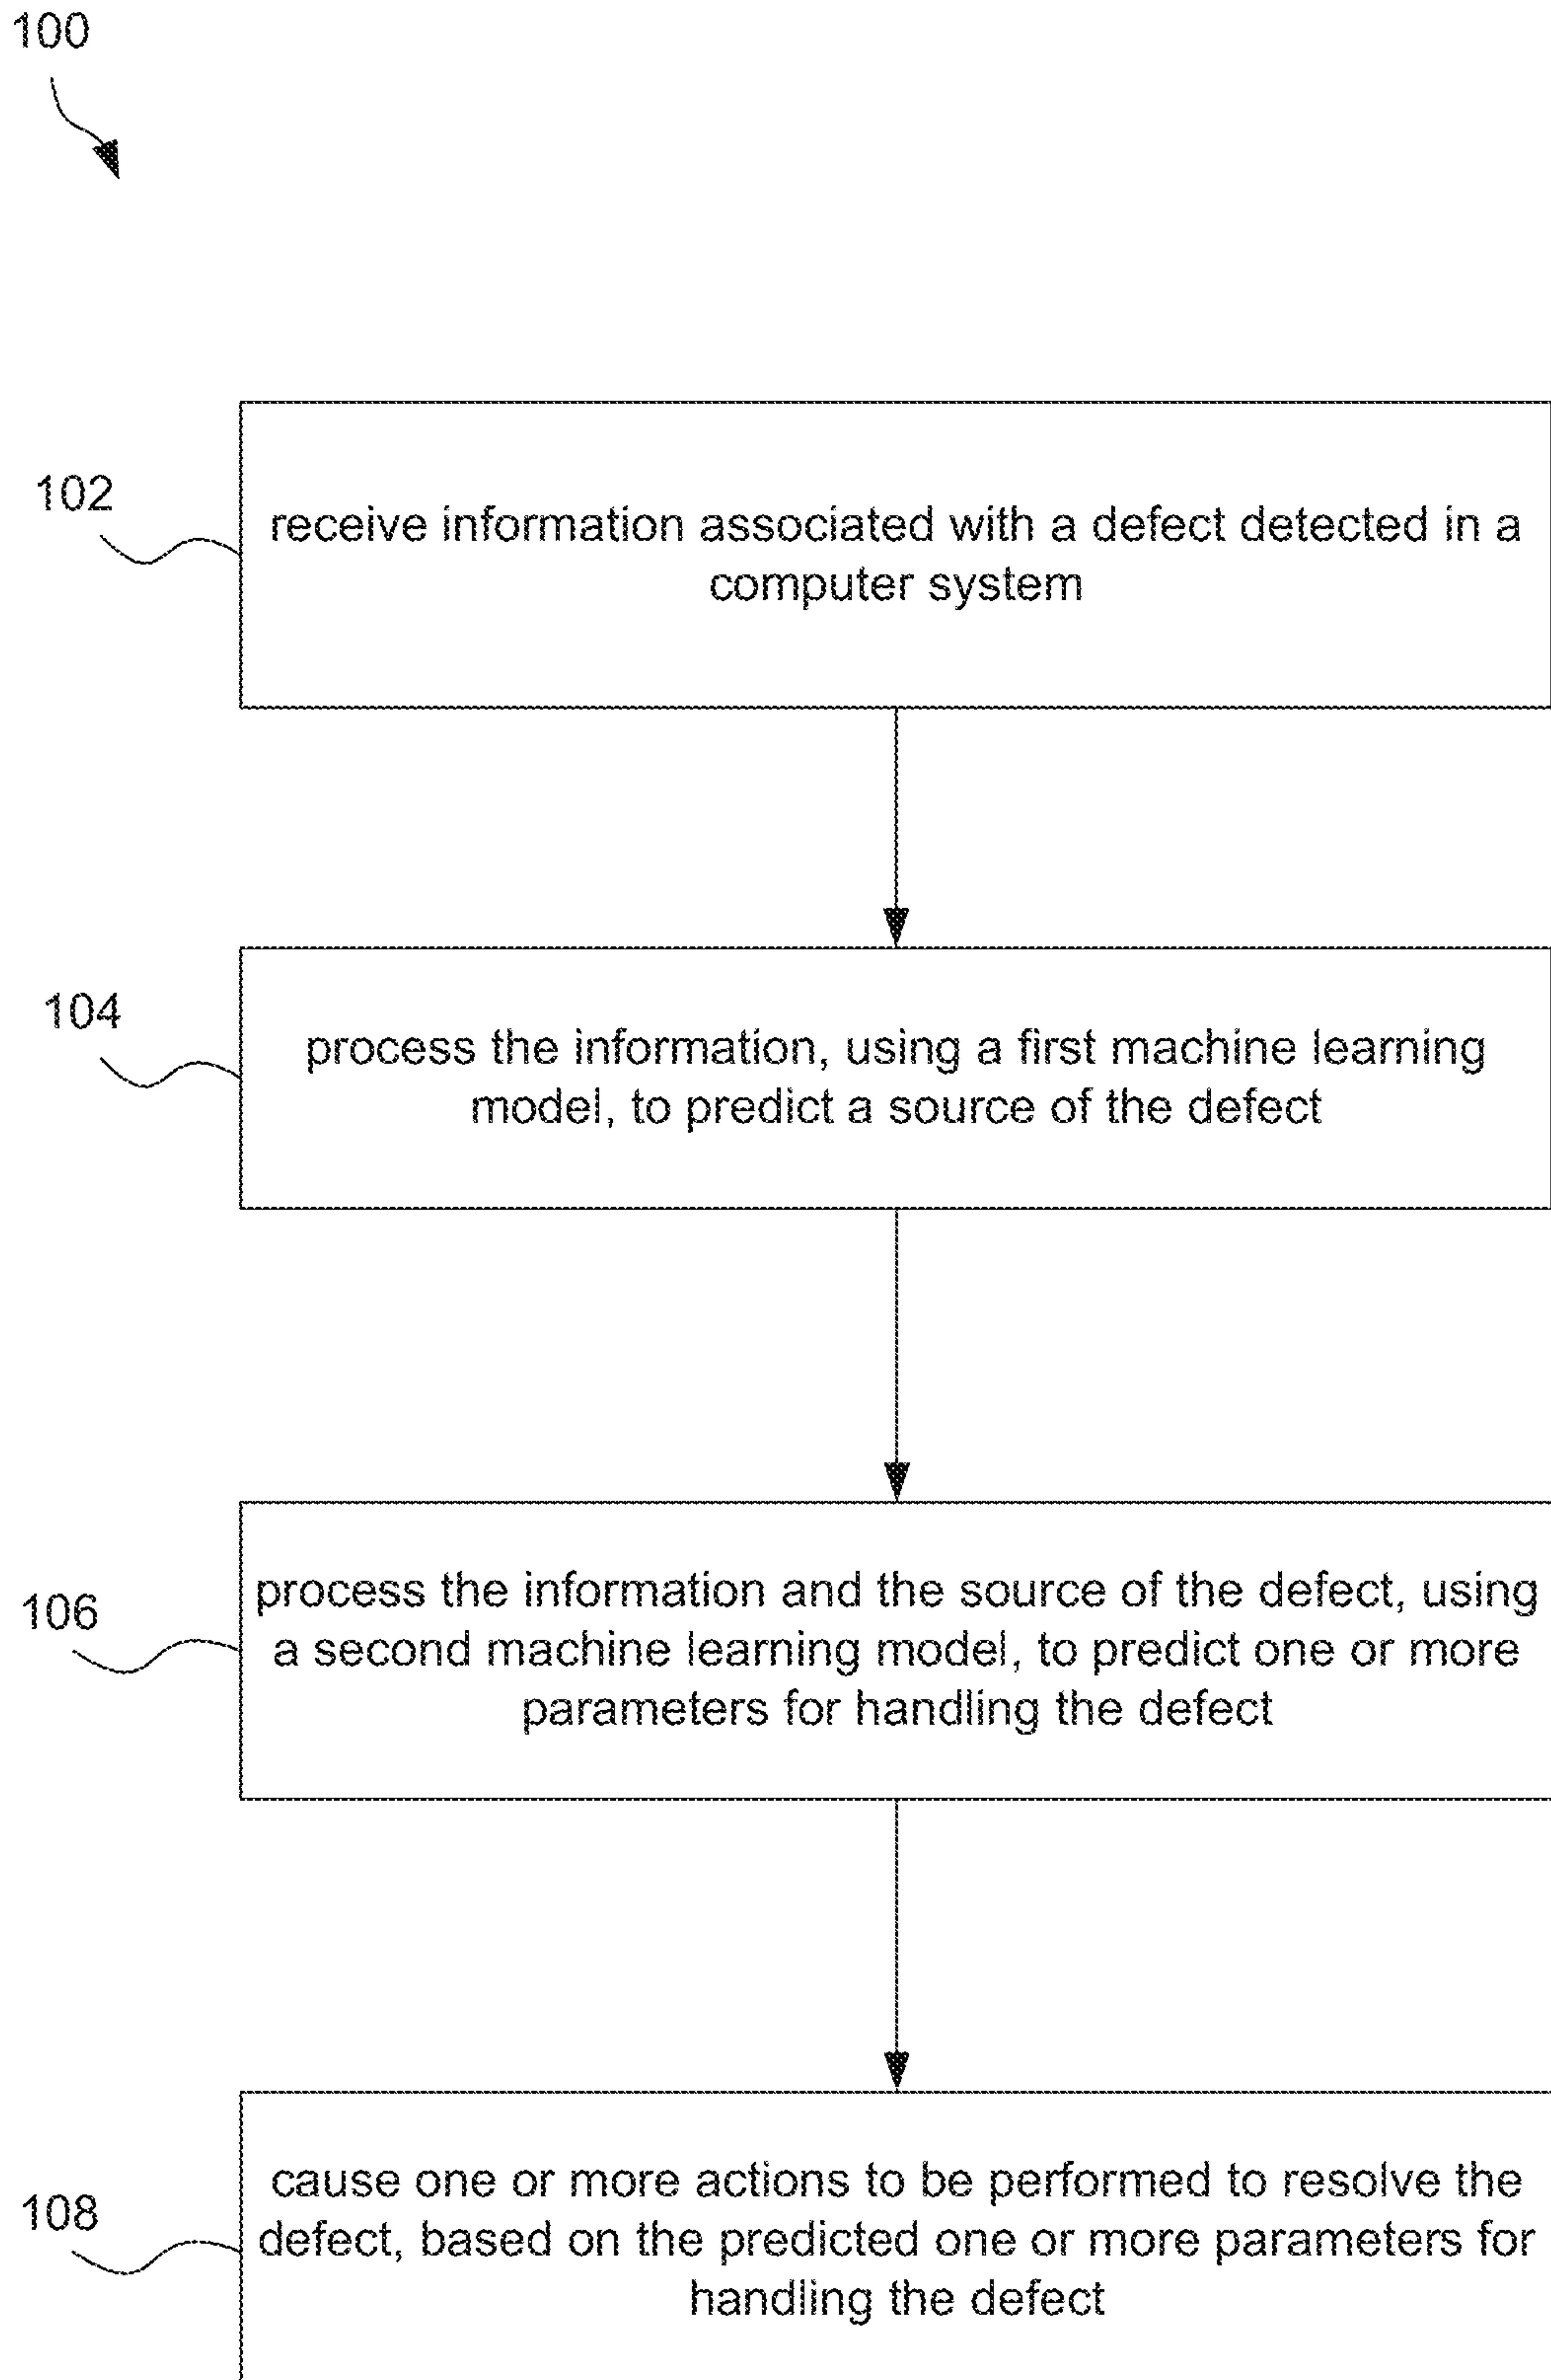 100
102
receive information associated with a defect detected in a
computer system
104
process the information, using a first machine learning
model, to predict a source of the defect
106
process the information and the source of the defect, using
a second machine learning model, to predict one or more
parameters for handling the defect
108
cause one or more actions to be performed to resolve the
defect, based on the predicted one or more parameters for
handling the defect